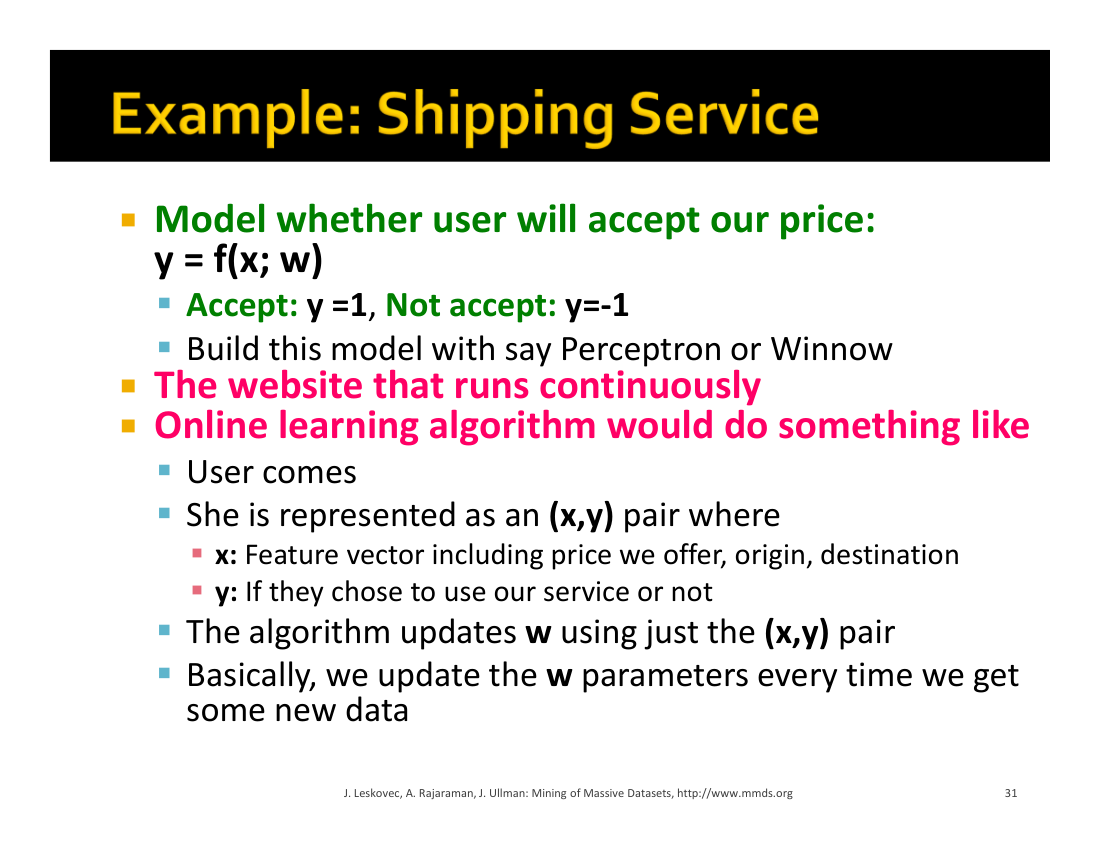 Example: Shipping Service
Model whether user will accept our price:
y = f(x; w)
Accept: y =1, Not accept: y=-1
Build this model with say Perceptron or Winnow
The website that runs continuously
Online learning algorithm would do something like
User comes
She is represented as an (x,y) pair where
x: Feature vector including price we offer, origin, destination
y: If they chose to use our service or not
The algorithm updates w using just the (x,y) pair
Basically, we update the w parameters every time we get
some new data
J. Leskovec, A. Rajaraman, J. Ullman: Mining of Massive Datasets, http://www.mmds.org
31